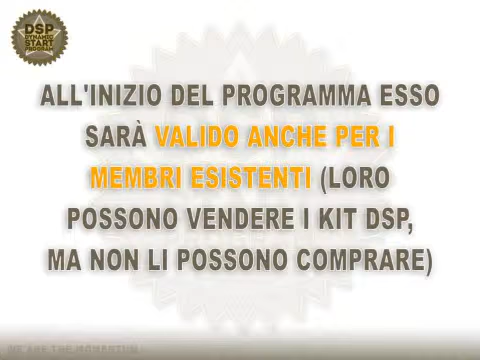 DSP
DYNAMIC
START
PROGRAM
ALL'INIZIO DEL PROGRAMMA ESSO
SARÀ VALIDO ANCHE PER I
MEMBRI ESISTENTI (LORO
POSSONO VENDERE I KIT DSP,
MA NON LI POSSONO COMPRARE)
WE ARE THE MOMENTUM